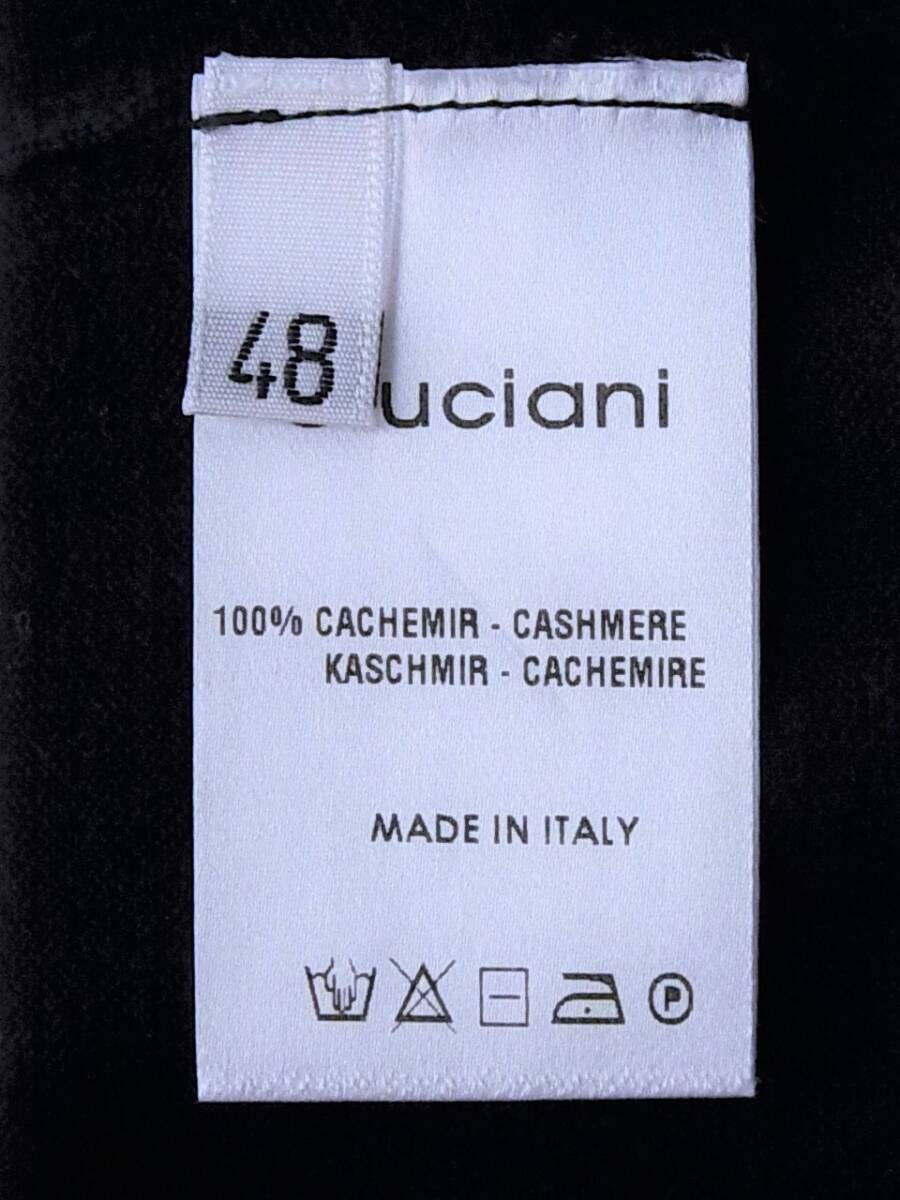 48
uciani
100% CACHEMIR - CASHMERE
KASCHMIR - CACHEMIRE
MADE IN ITALY
P